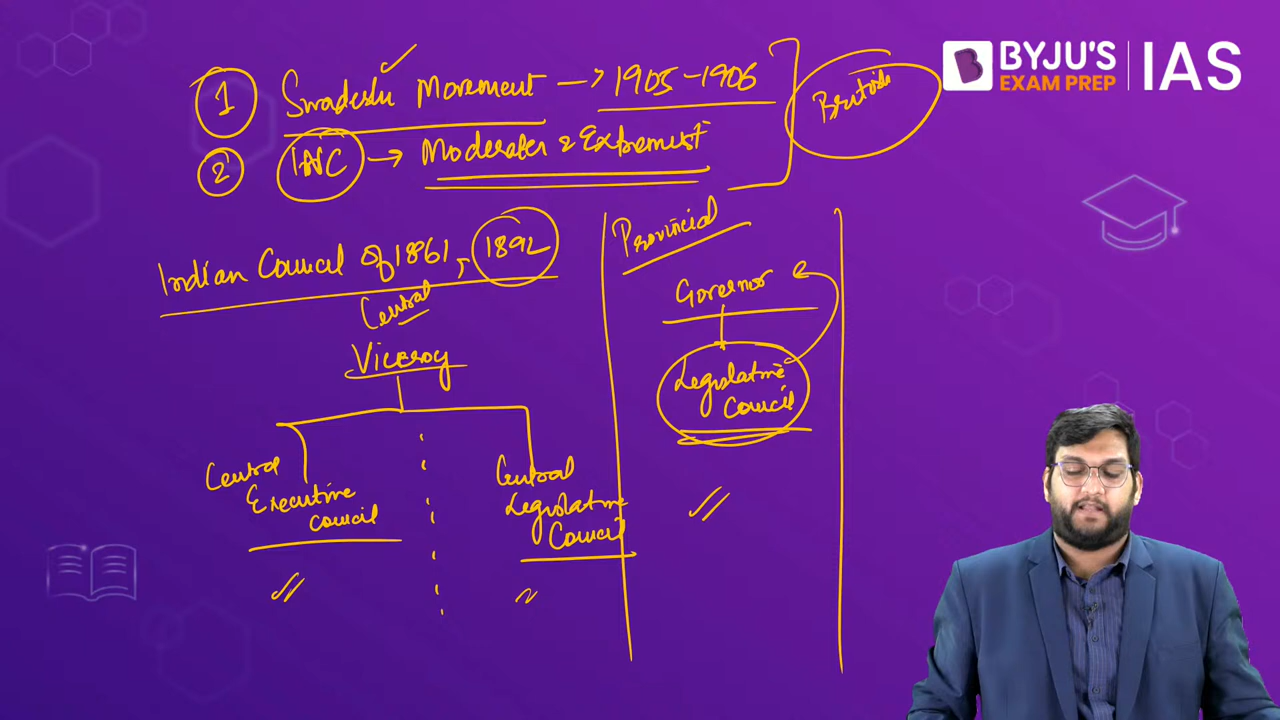 1 Swadeshi Movement → 1905-1906
2 INC → Moderates & Extremist
British
BYJU'S
EXAM PREP
IAS
Indian Council of 1861, 1892
Central
Viceroy
Central
Executive
Council
Central
Legislative
Council
Provincial
Governor
Legislative
Council